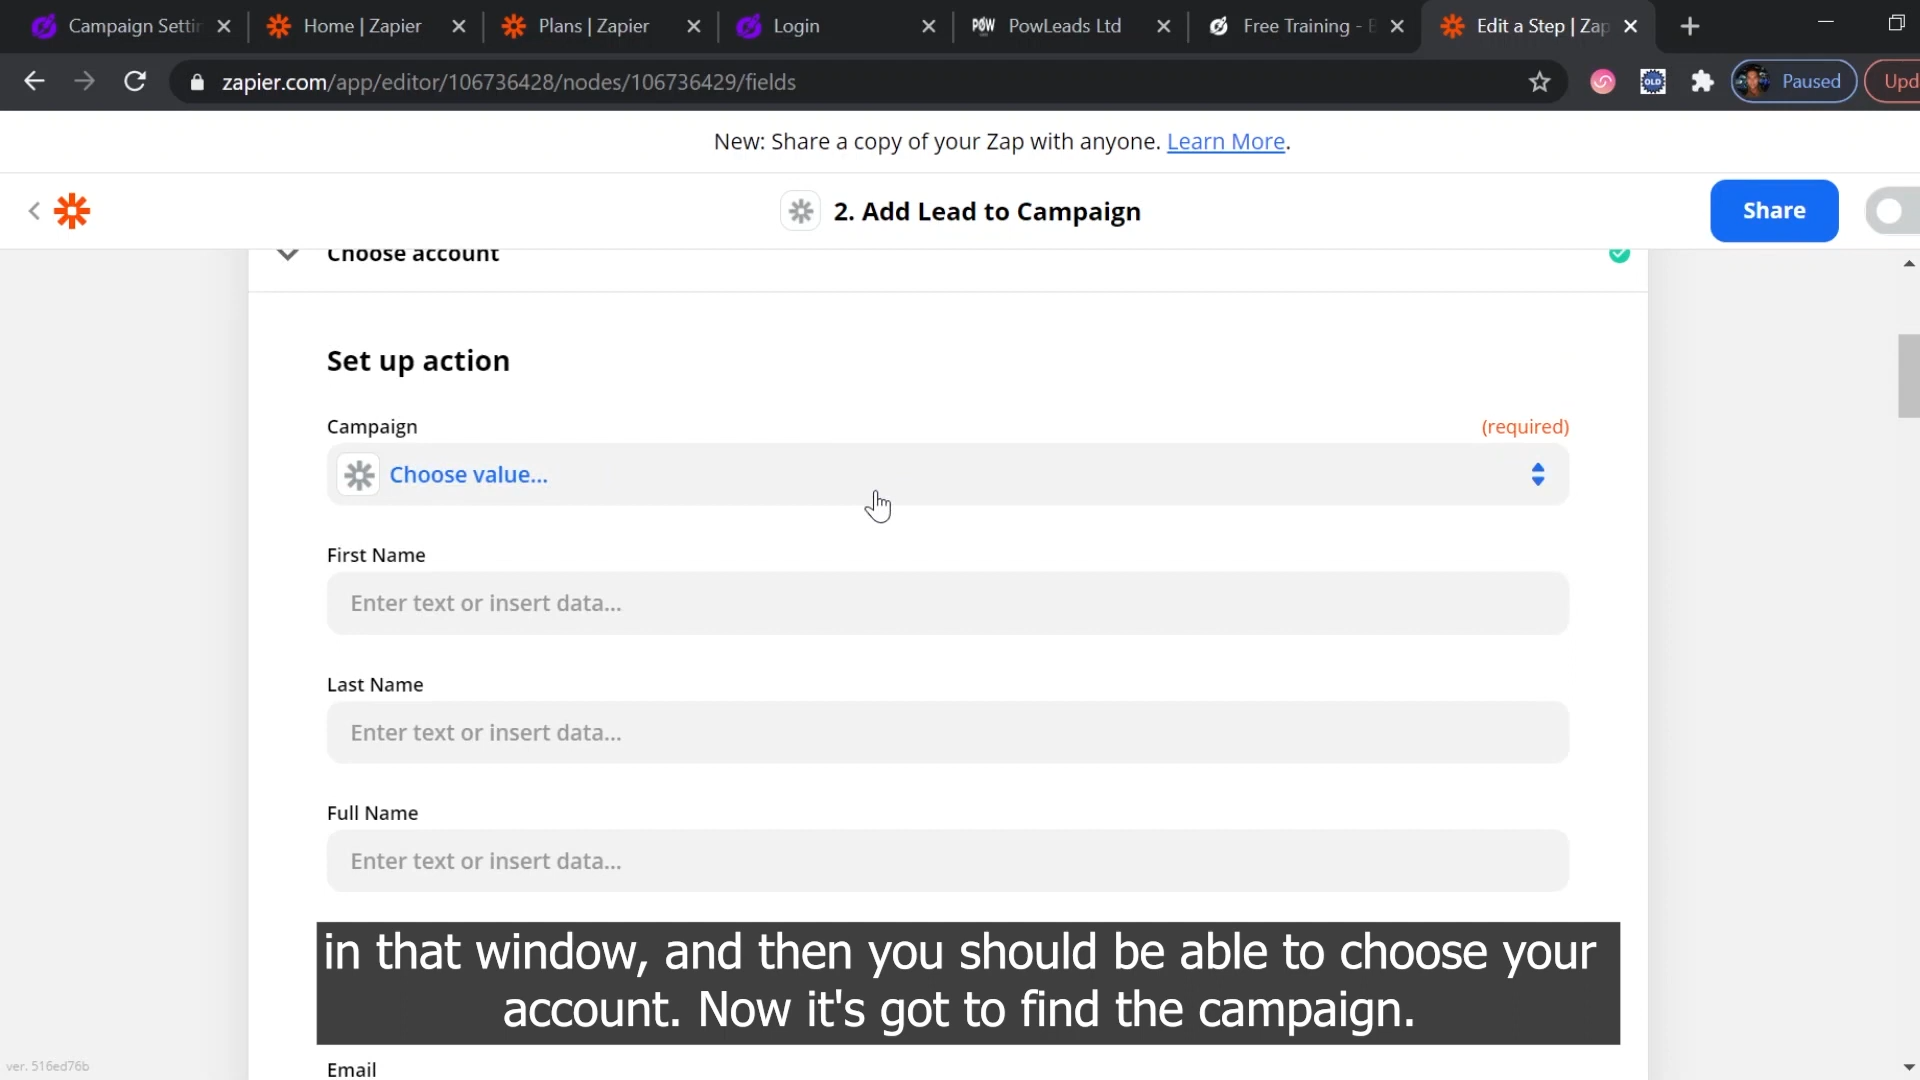 Campaign Settin
Home | Zapier
Plans | Zapier
Login
POW
PowLeads Ltd
Free Training - B
Edit a Step | Zap
zapier.com/app/editor/106736428/nodes/106736429/fields
OLD
Paused
Upd
New: Share a copy of your Zap with anyone. Learn More.
2. Add Lead to Campaign
Share
Choose account
Set up action
Campaign
(required)
Choose value...
First Name
Enter text or insert data...
Last Name
Enter text or insert data...
Full Name
Enter text or insert data...
in that window, and then you should be able to choose your
account. Now it's got to find the campaign.
Email
ver. 516ed76b